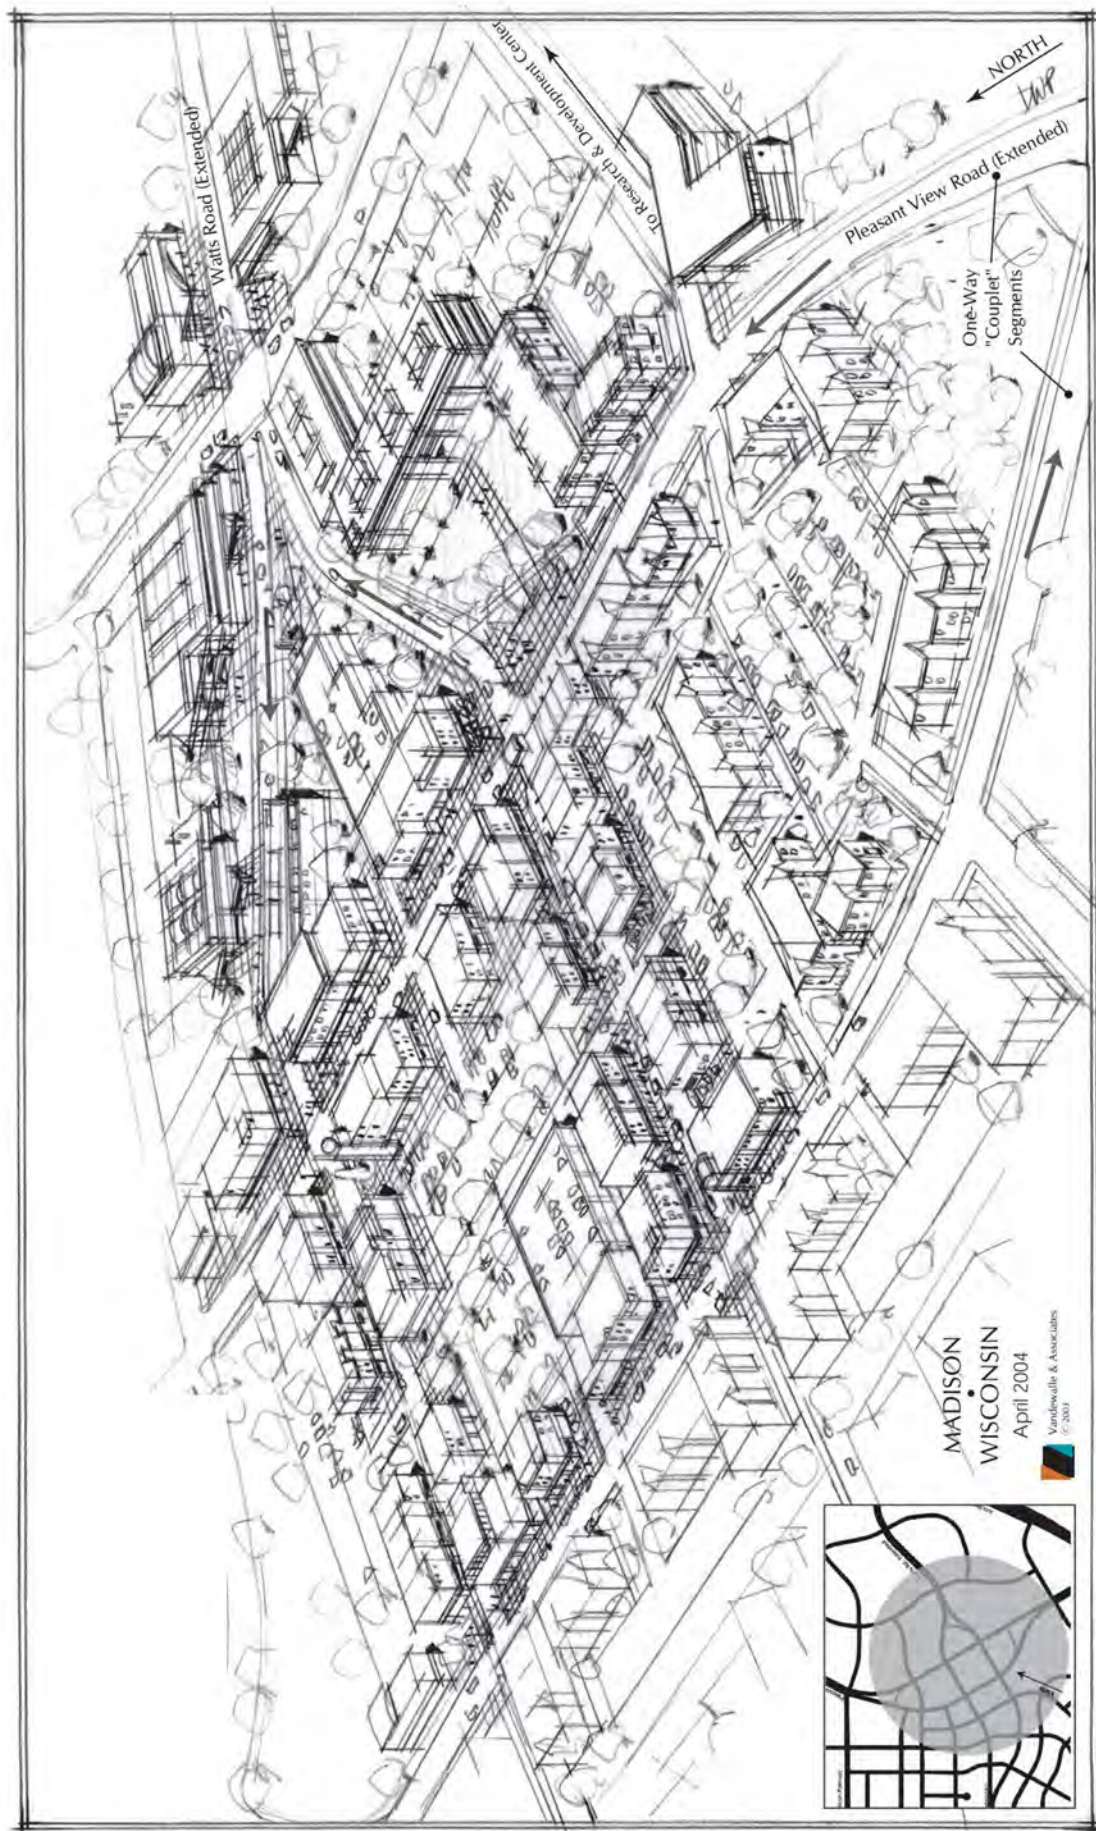 Watts Road (Extended)
To Research & Development Center
NORTH
Pleasant View Road (Extended)
One-Way
"Couplet"
Segments
MADISON
WISCONSIN
April 2004
Vandewalle & Associates